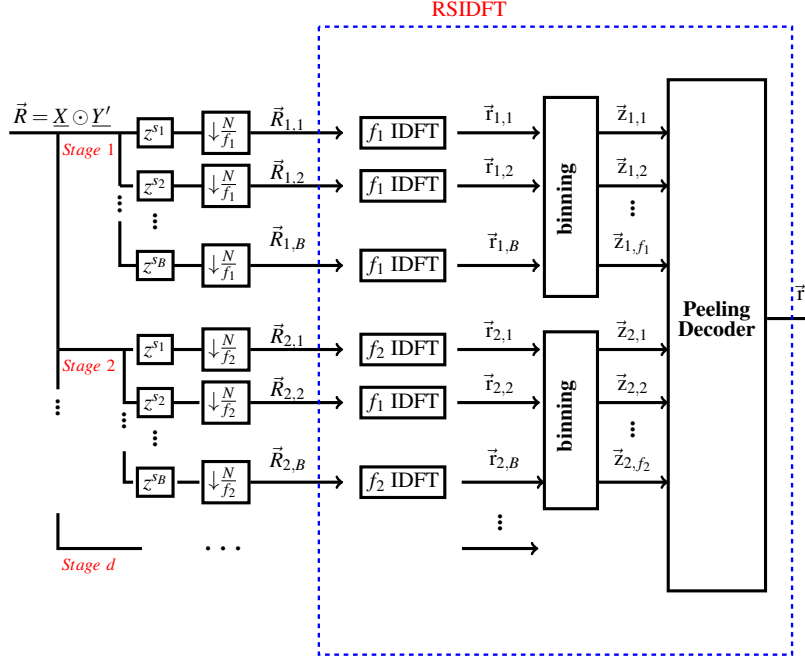 RSIDFT
R⃗ = X ⊙ Y′ z^{s_1} ↓N/f_1 R⃗_{1,1} f_1 IDFT r⃗_{1,1} z⃗_{1,1}
Stage 1
z^{s_2} ↓N/f_1 R⃗_{1,2} f_1 IDFT r⃗_{1,2} z⃗_{1,2}
binning
z^{s_B} ↓N/f_1 R⃗_{1,B} f_1 IDFT r⃗_{1,B} z⃗_{1,f_1}
Peeling
Decoder
r⃗
z^{s_1} ↓N/f_2 R⃗_{2,1} f_2 IDFT r⃗_{2,1} z⃗_{2,1}
Stage 2
z^{s_2} ↓N/f_2 R⃗_{2,2} f_1 IDFT r⃗_{2,2} z⃗_{2,2}
binning
z^{s_B} ↓N/f_2 R⃗_{2,B} f_2 IDFT r⃗_{2,B} z⃗_{2,f_2}
Stage d
. . .